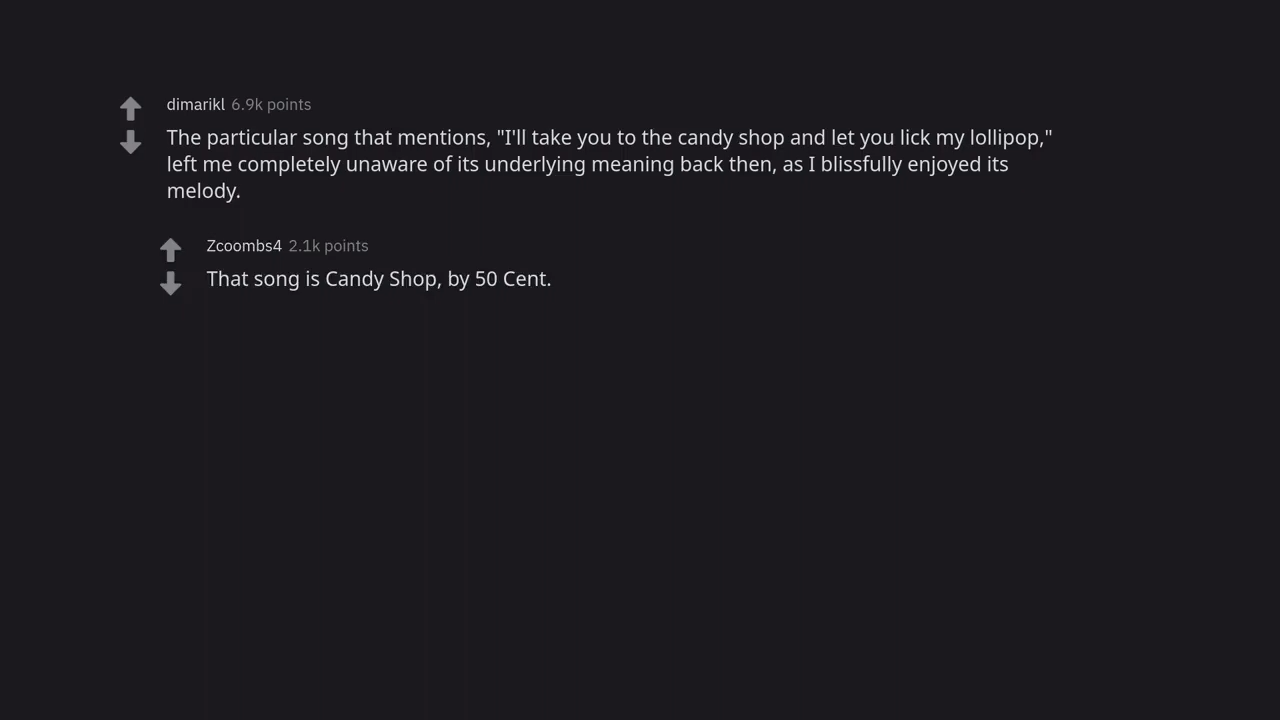 dimarikl 6.9k points
The particular song that mentions, "I'll take you to the candy shop and let you lick my lollipop,"
left me completely unaware of its underlying meaning back then, as I blissfully enjoyed its
melody.
Zcoombs4 2.1k points
That song is Candy Shop, by 50 Cent.